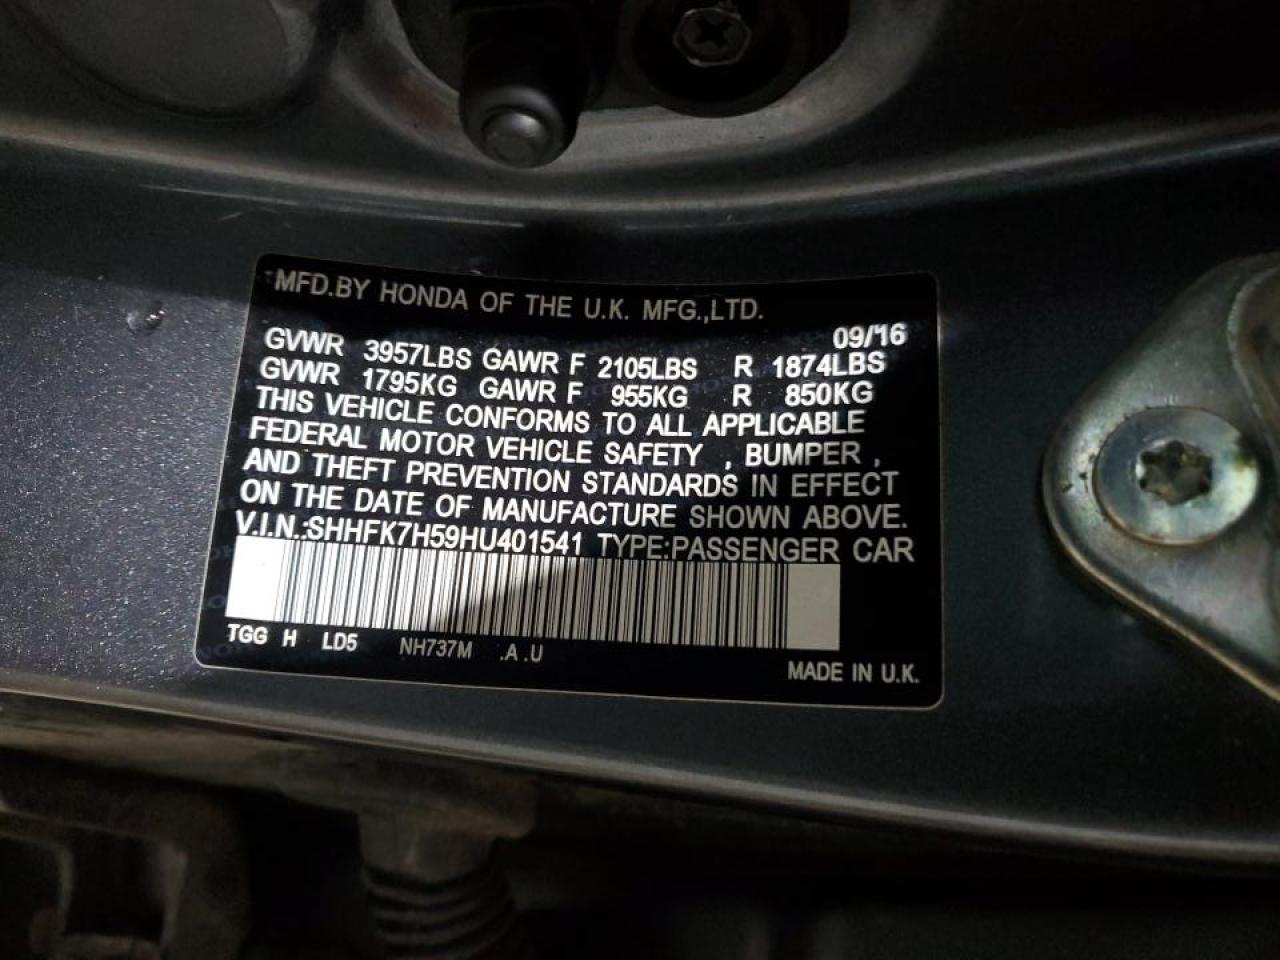 MFD.BY HONDA OF THE U.K. MFG.,LTD.
09/'16
GVWR 3957LBS GAWR F 2105LBS R 1874LBS
GVWR 1795KG GAWR F 955KG R 850KG
THIS VEHICLE CONFORMS TO ALL APPLICABLE
FEDERAL MOTOR VEHICLE SAFETY , BUMPER ,
AND THEFT PREVENTION STANDARDS IN EFFECT
ON THE DATE OF MANUFACTURE SHOWN ABOVE.
V.I.N.:SHHFK7H59HU401541 TYPE:PASSENGER CAR
TGG H LD5 NH737M .A .U
MADE IN U.K.